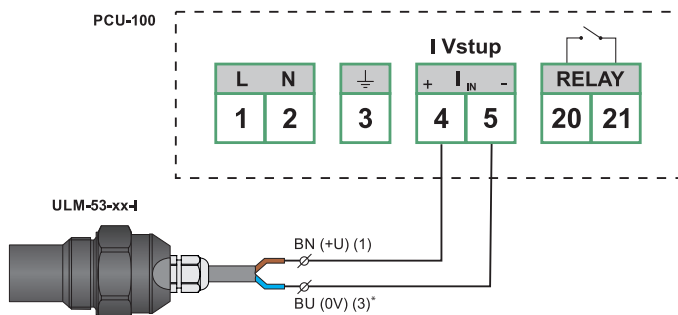 PCU-100
I Vstup
L N
+ I IN -
RELAY
1 2 3 4 5 20 21
ULM-53-xx-I
BN (+U) (1)
BU (0V) (3)*